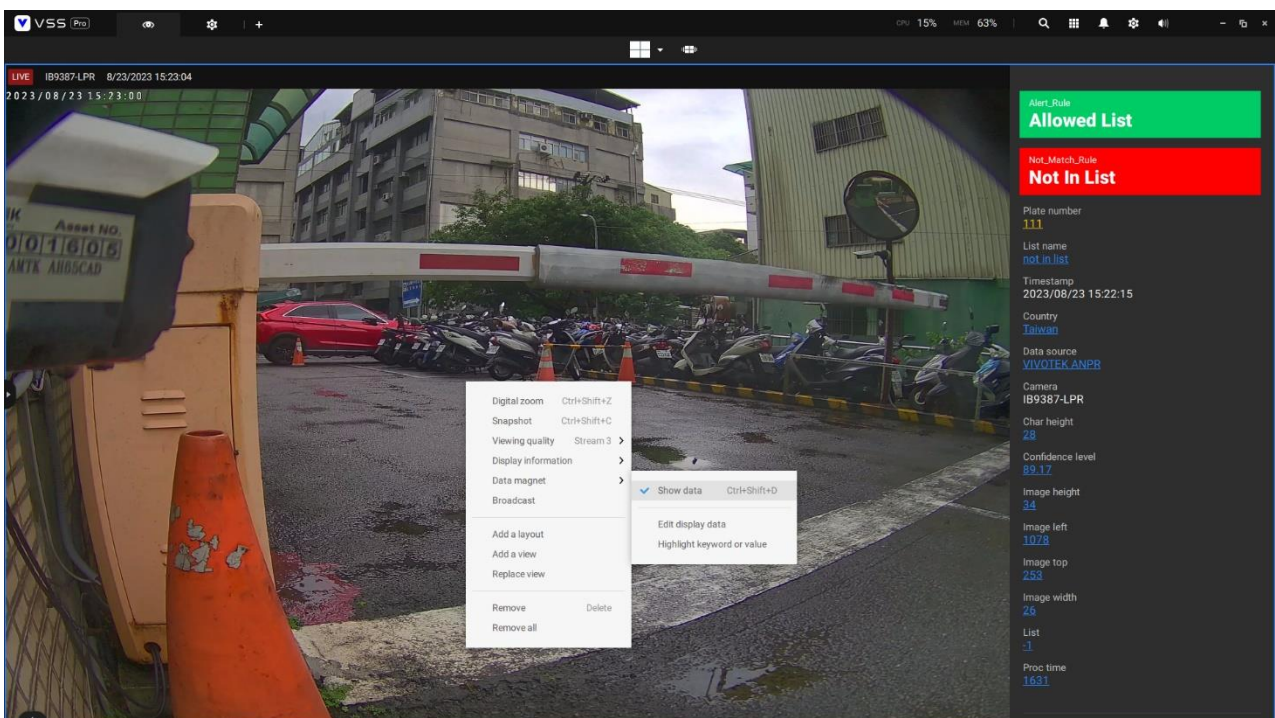 VSS Pro
+
CPU 15% MEM 63%
LIVE IB9387-LPR 8/23/2023 15:23:04
2023/08/23 15:23:00
Asset NO.
001605
AMTK AH65CAD
Digital zoom Ctrl+Shift+Z
Snapshot Ctrl+Shift+C
Viewing quality Stream 3
Display information
Data magnet
Broadcast
Add a layout
Add a view
Replace view
Remove Delete
Remove all
Show data Ctrl+Shift+D
Edit display data
Highlight keyword or value
Alert_Rule
Allowed List
Not_Match_Rule
Not In List
Plate number
111
List name
not in list
Timestamp
2023/08/23 15:22:15
Country
Taiwan
Data source
VIVOTEK ANPR
Camera
IB9387-LPR
Char height
28
Confidence level
89.17
Image height
34
Image left
1078
Image top
253
Image width
26
List
-1
Proc time
1631